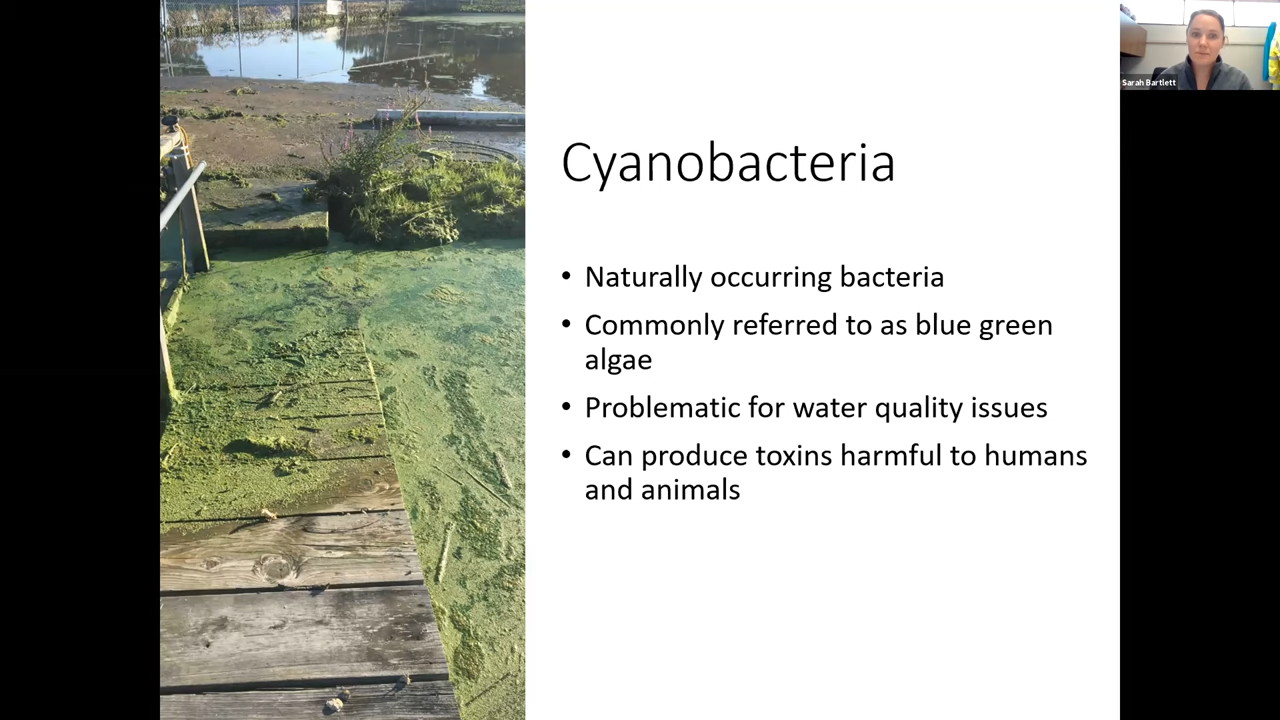 Sarah Bartlett
Cyanobacteria
• Naturally occurring bacteria
• Commonly referred to as blue green
algae
• Problematic for water quality issues
• Can produce toxins harmful to humans
and animals